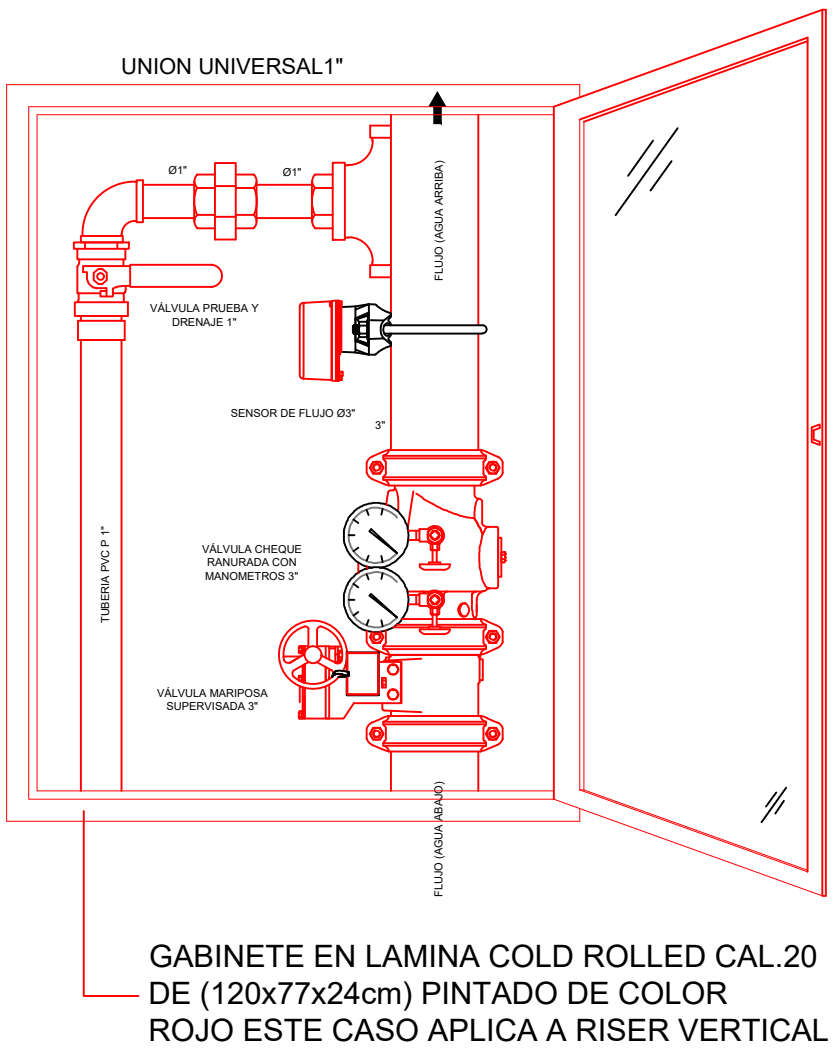 UNION UNIVERSAL1"
Ø1"
Ø1"
FLUJO (AGUA ARRIBA)
VÁLVULA PRUEBA Y
DRENAJE 1"
SENSOR DE FLUJO Ø3"
3"
TUBERIA PVC P 1"
VÁLVULA CHEQUE
RANURADA CON
MANOMETROS 3"
VÁLVULA MARIPOSA
SUPERVISADA 3"
FLUJO (AGUA ABAJO)
GABINETE EN LAMINA COLD ROLLED CAL.20
DE (120x77x24cm) PINTADO DE COLOR
ROJO ESTE CASO APLICA A RISER VERTICAL